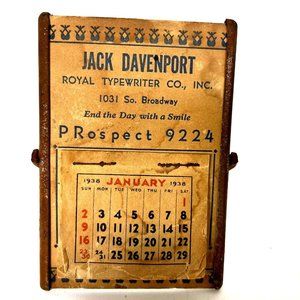 JACK DAVENPORT
ROYAL TYPEWRITER CO., INC.
1031 So. Broadway
End the Day with a Smile
PRospect 9224
1938 JANUARY 1938
SUN MON TUE WED THU FRI SAT
1
2 3 4 5 6 7 8
9 10 11 12 13 14 15
16 17 18 19 20 21 22
23/30 24/31 25 26 27 28 29